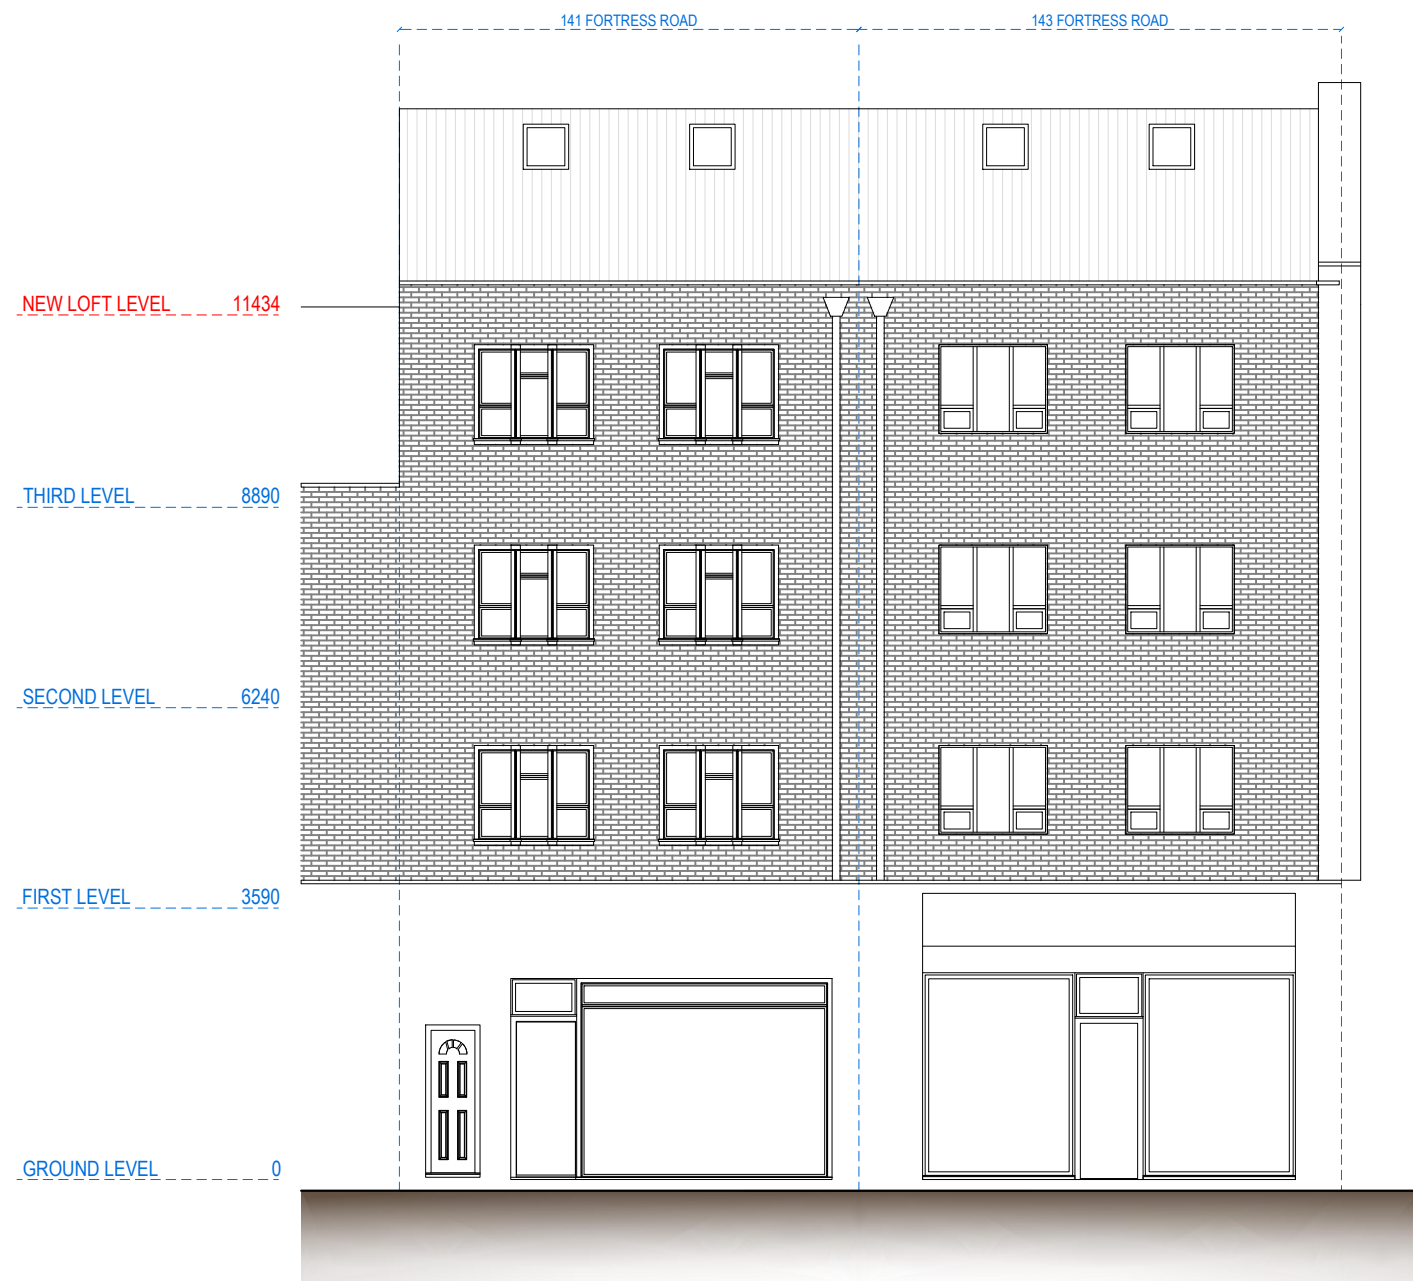 141 FORTRESS ROAD 143 FORTRESS ROAD
NEW LOFT LEVEL 11434
THIRD LEVEL 8890
SECOND LEVEL 6240
FIRST LEVEL 3590
GROUND LEVEL 0